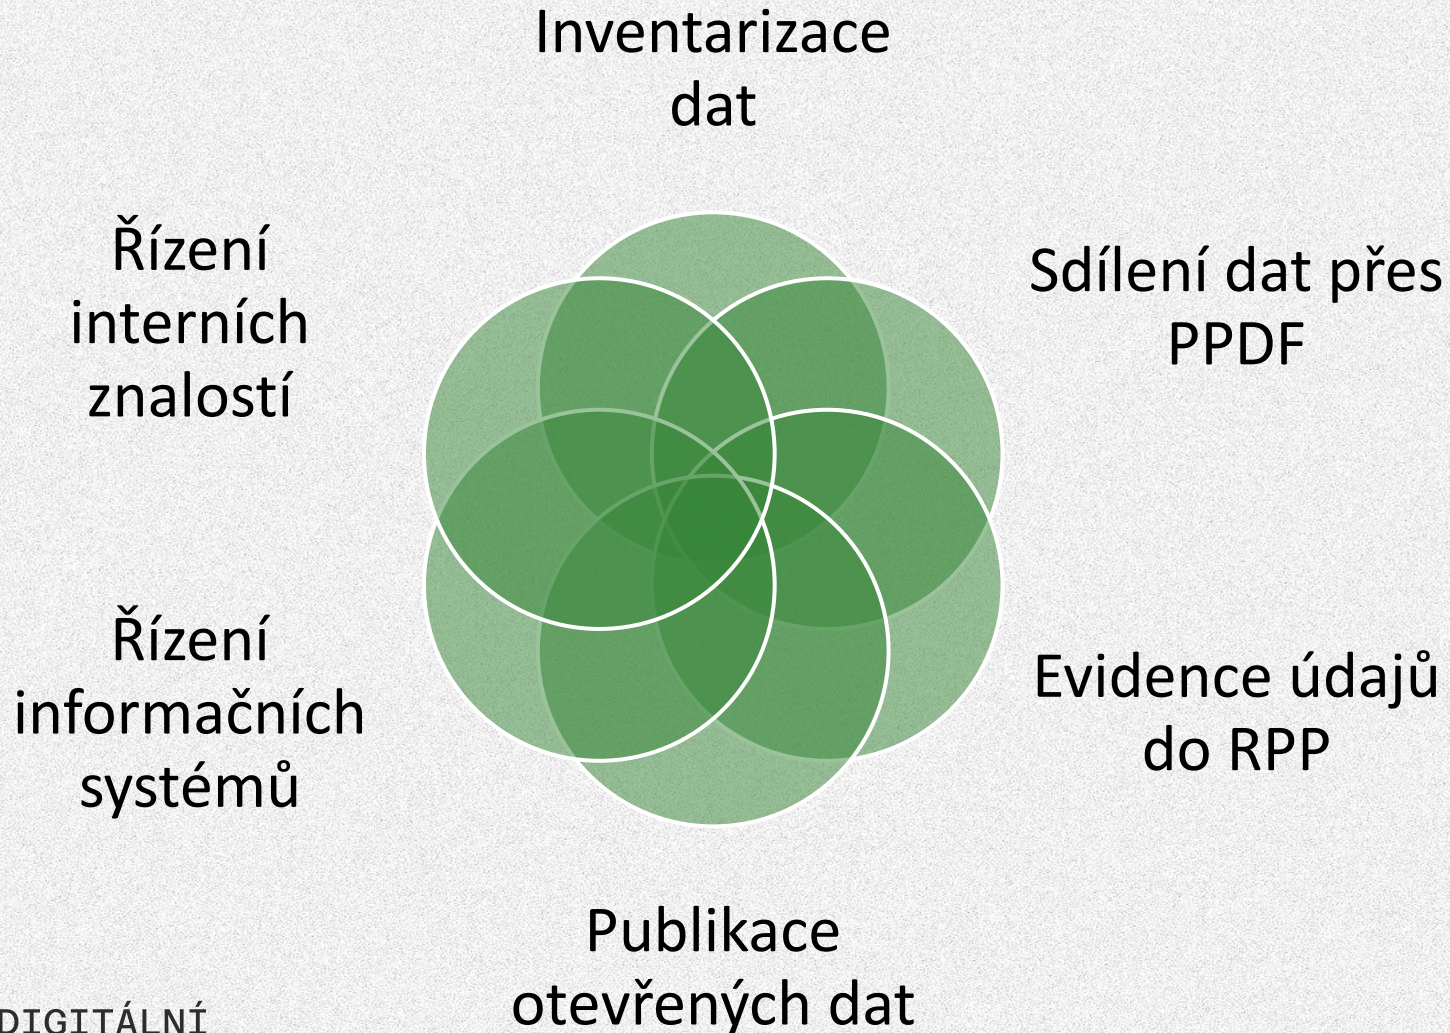 Inventarizace
dat
Sdílení dat přes
PPDF
Evidence údajů
do RPP
Publikace
otevřených dat
Řízení
informačních
systémů
Řízení
interních
znalostí
DIGITÁLNÍ